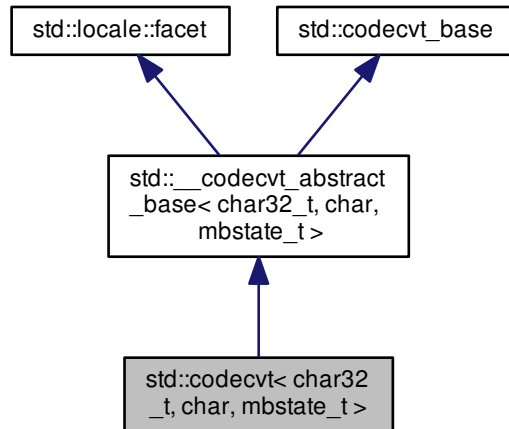 std::locale::facet
std::codecvt_base
std::__codecvt_abstract
_base< char32_t, char,
mbstate_t >
std::codecvt< char32
_t, char, mbstate_t >